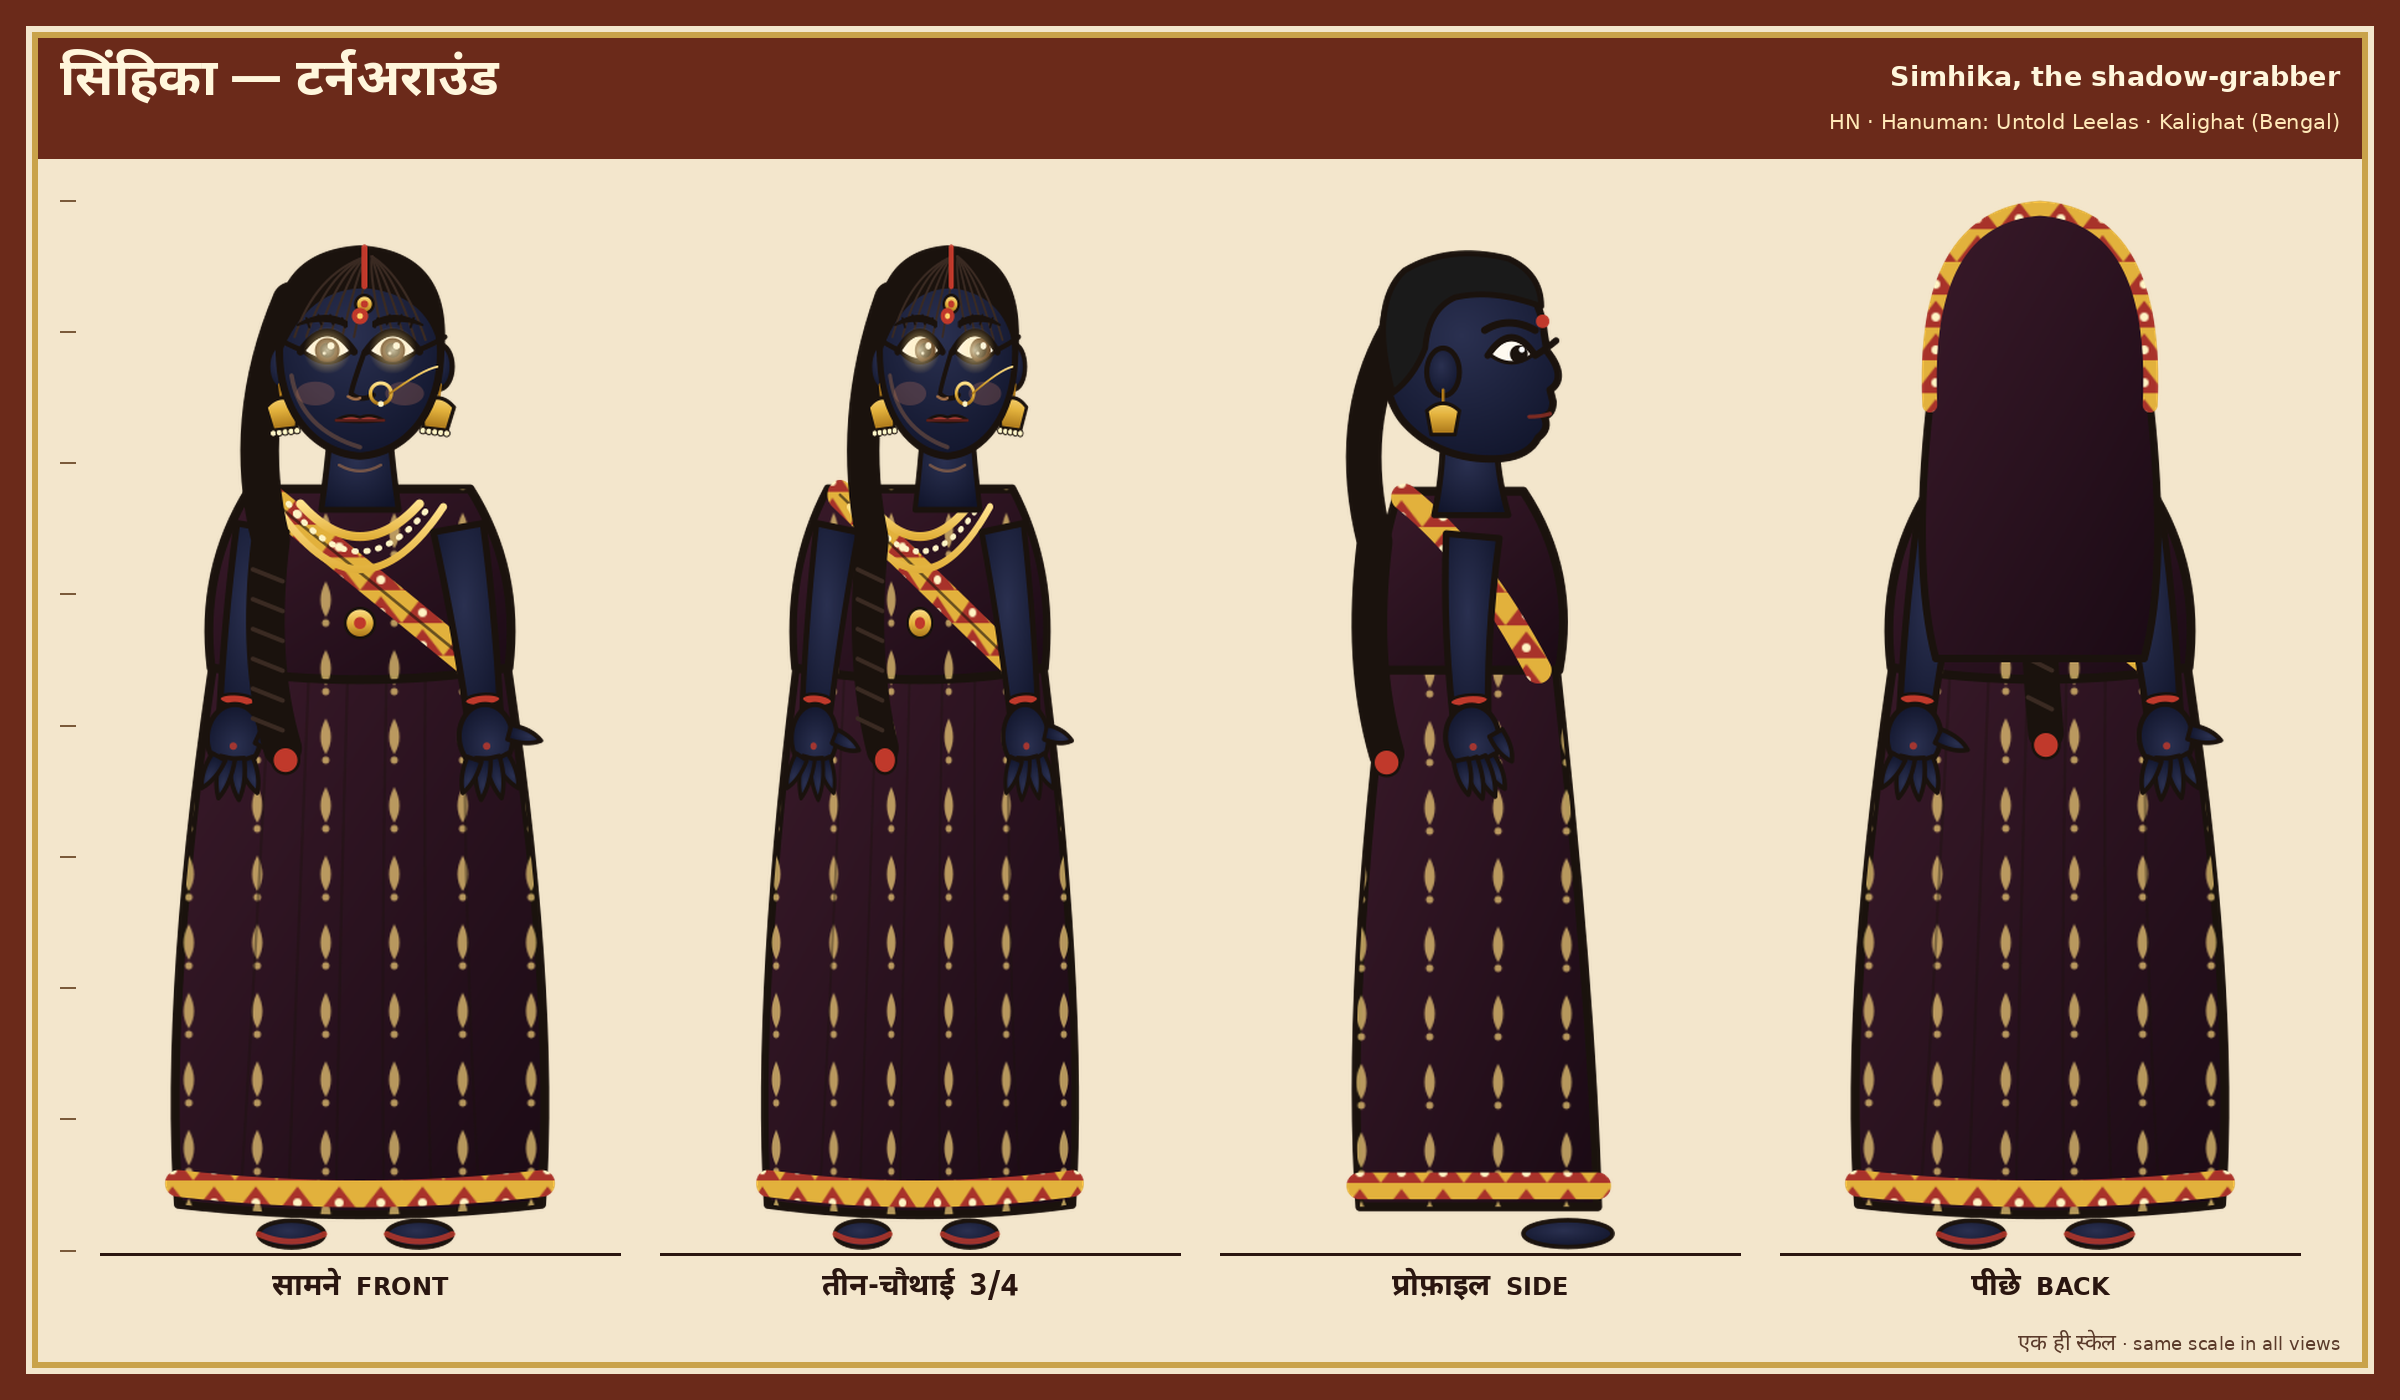 सिंहिका — टर्नअराउंड
Simhika, the shadow-grabber
HN · Hanuman: Untold Leelas · Kalighat (Bengal)
सामने FRONT
तीन-चौथाई 3/4
प्रोफ़ाइल SIDE
पीछे BACK
एक ही स्केल · same scale in all views